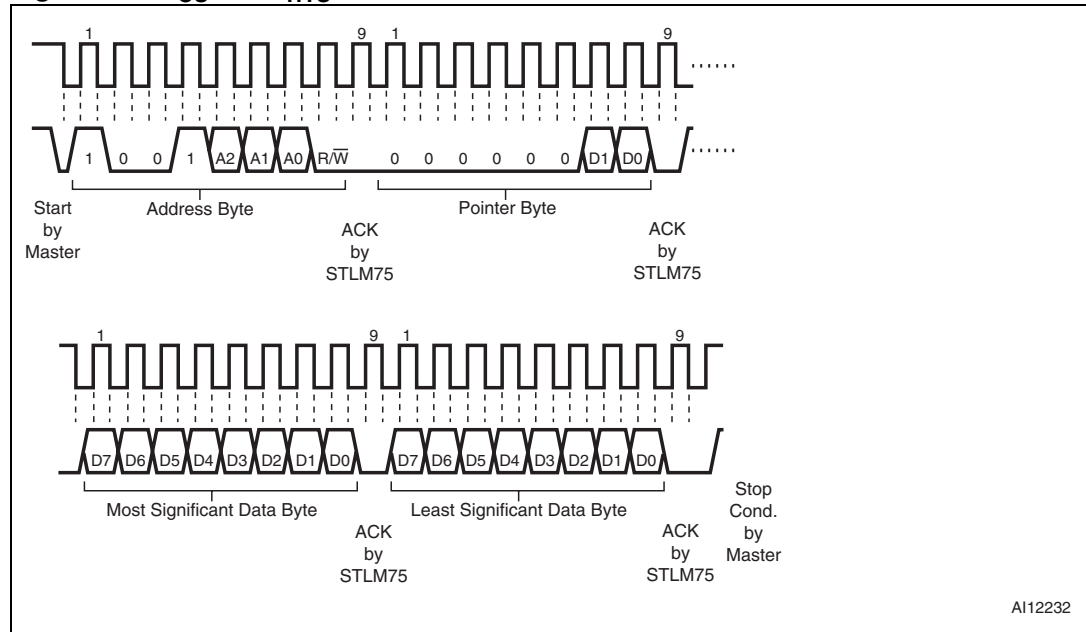 1 9 1 9
1 0 0 1 A2 A1 A0 R/W 0 0 0 0 0 0 D1 D0
Start
by
Master
Address Byte
ACK
by
STLM75
Pointer Byte
ACK
by
STLM75
1 9 1 9
D7 D6 D5 D4 D3 D2 D1 D0 D7 D6 D5 D4 D3 D2 D1 D0
Most Significant Data Byte
ACK
by
STLM75
Least Significant Data Byte
ACK
by
STLM75
Stop
Cond.
by
Master
AI12232